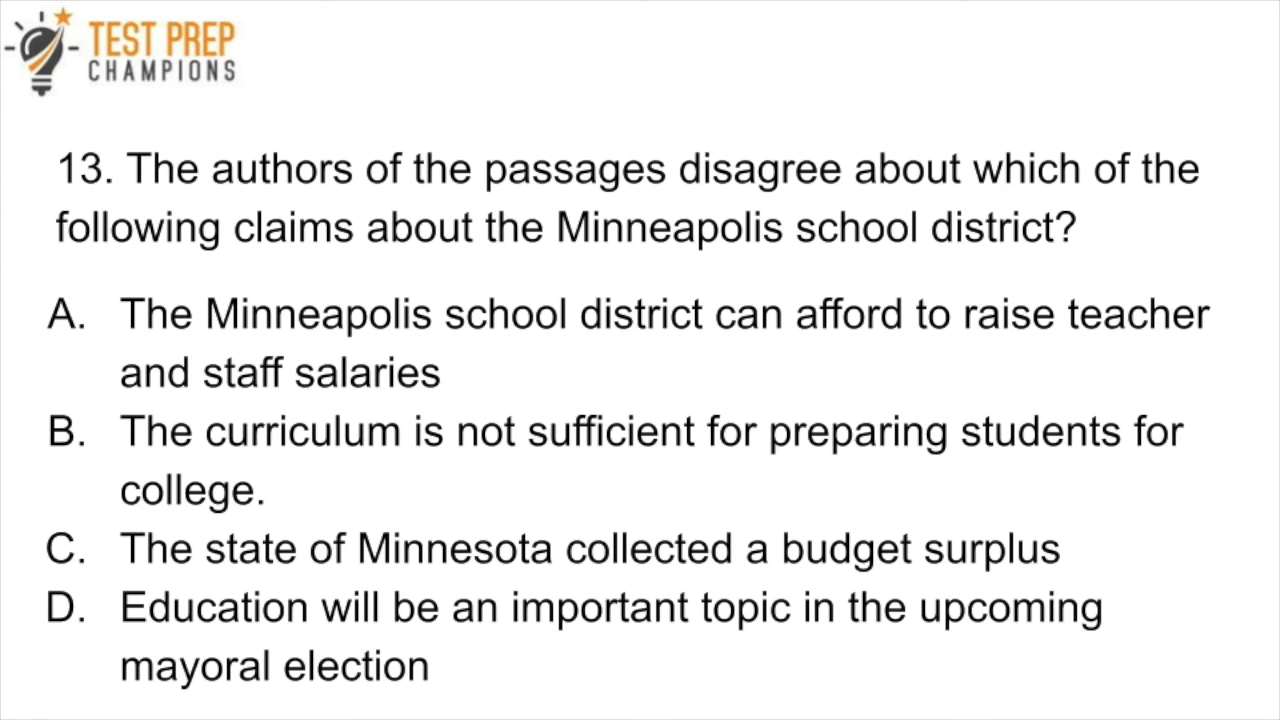 TEST PREP
CHAMPIONS
13. The authors of the passages disagree about which of the
following claims about the Minneapolis school district?
A. The Minneapolis school district can afford to raise teacher
and staff salaries
B. The curriculum is not sufficient for preparing students for
college.
C. The state of Minnesota collected a budget surplus
D. Education will be an important topic in the upcoming
mayoral election